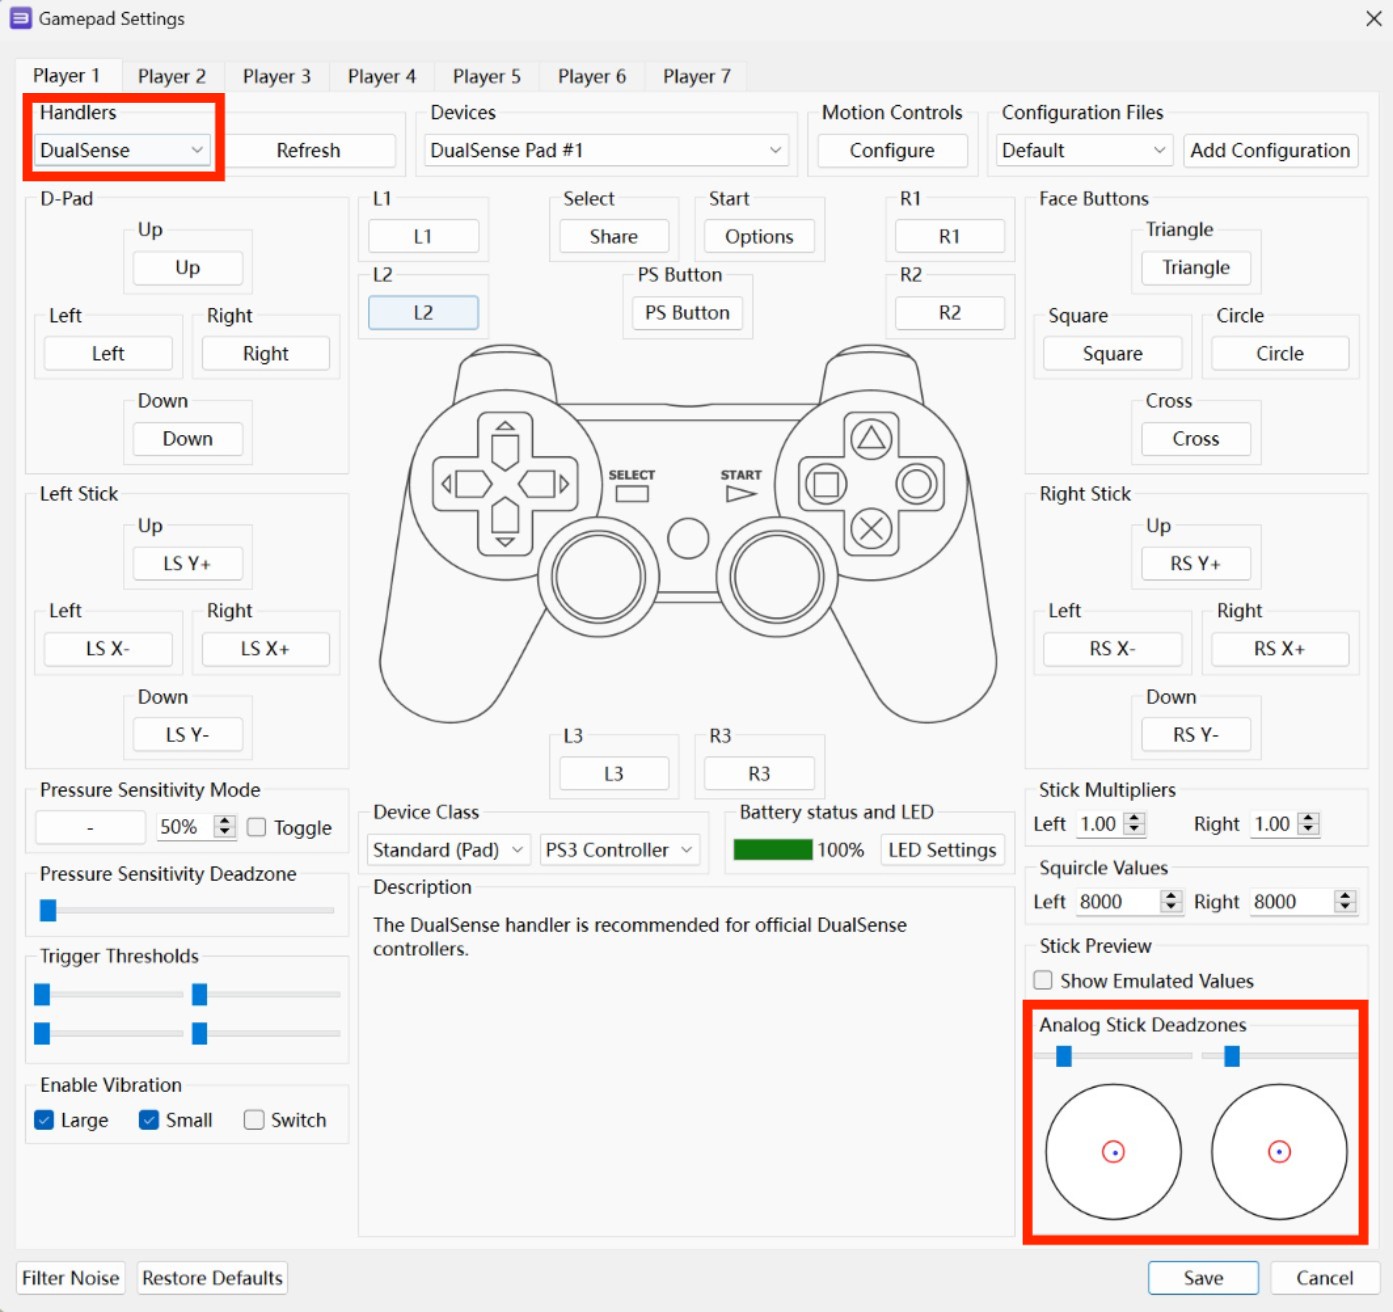 Gamepad Settings
Player 1 Player 2 Player 3 Player 4 Player 5 Player 6 Player 7
Handlers Devices Motion Controls Configuration Files
DualSense Refresh DualSense Pad #1 Configure Default Add Configuration
D-Pad L1 Select Start R1 Face Buttons
Up Triangle
L1 Share Options R1
Up Triangle
L2 PS Button R2
L2 PS Button R2
Left Right Square Circle
Left Right Square Circle
Down Cross
Down Cross
SELECT START
Left Stick Right Stick
Up Up
LS Y+ RS Y+
Left Right Left Right
LS X- LS X+ RS X- RS X+
Down Down
LS Y- RS Y-
L3 R3
L3 R3
Pressure Sensitivity Mode Stick Multipliers
- 50% Toggle Left 1.00 Right 1.00
Device Class Battery status and LED
Standard (Pad) PS3 Controller 100% LED Settings
Pressure Sensitivity Deadzone Squircle Values
Left 8000 Right 8000
Description
The DualSense handler is recommended for official DualSense
controllers.
Trigger Thresholds Stick Preview
Show Emulated Values
Analog Stick Deadzones
Enable Vibration
Large Small Switch
Filter Noise Restore Defaults Save Cancel